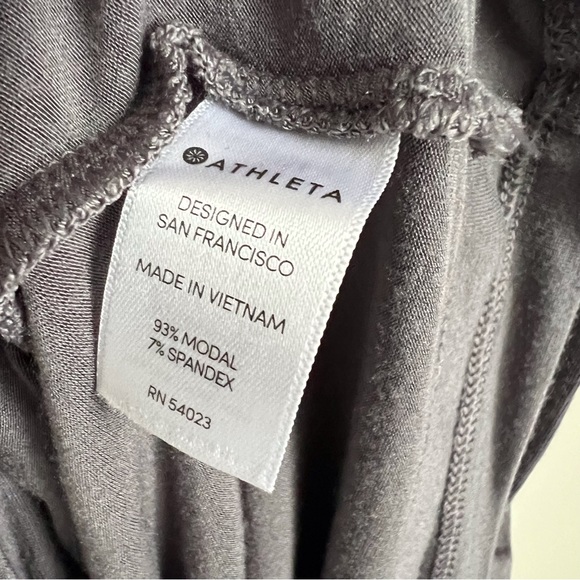 ATHLETA
DESIGNED IN
SAN FRANCISCO
MADE IN VIETNAM
93% MODAL
7% SPANDEX
RN 54023